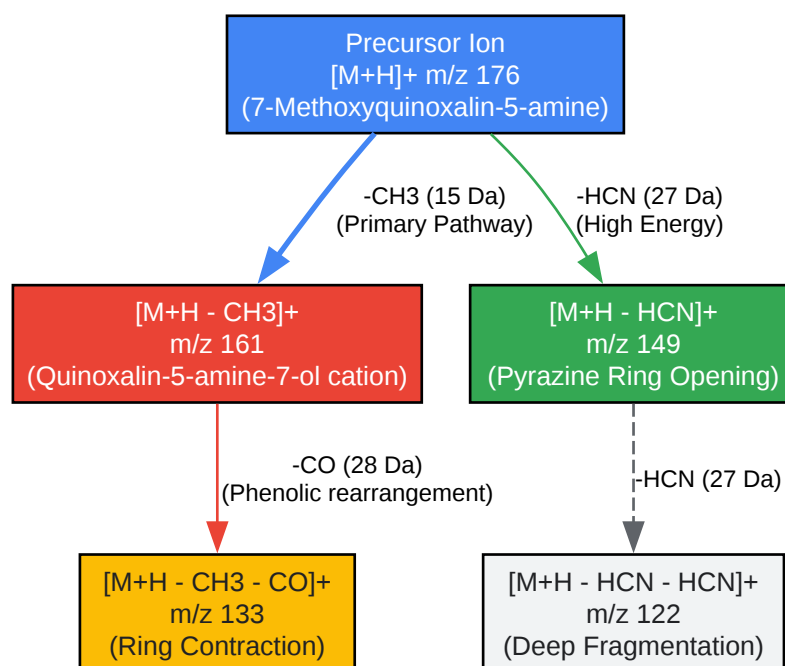 Precursor Ion
[M+H]+ m/z 176
(7-Methoxyquinoxalin-5-amine)
-CH3 (15 Da)
(Primary Pathway)
-HCN (27 Da)
(High Energy)
[M+H - CH3]+
m/z 161
(Quinoxalin-5-amine-7-ol cation)
[M+H - HCN]+
m/z 149
(Pyrazine Ring Opening)
-CO (28 Da)
(Phenolic rearrangement)
-HCN (27 Da)
[M+H - CH3 - CO]+
m/z 133
(Ring Contraction)
[M+H - HCN - HCN]+
m/z 122
(Deep Fragmentation)